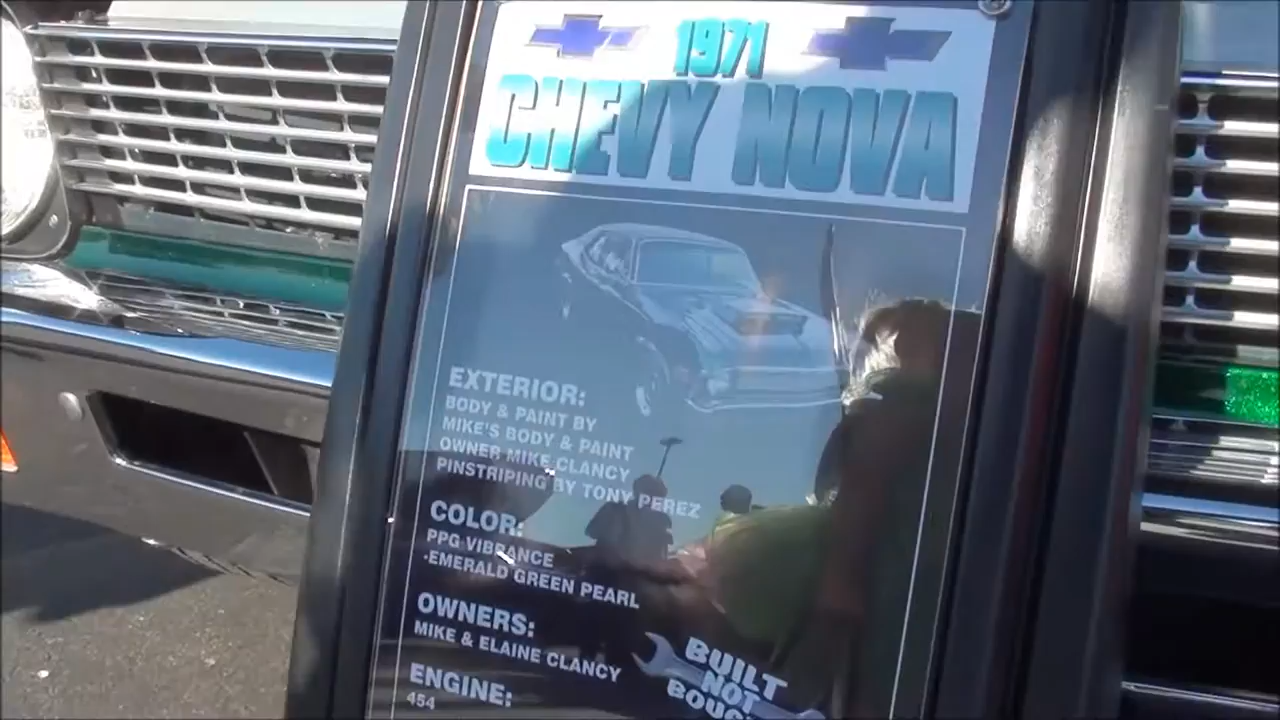 1971
CHEVY NOVA
EXTERIOR:
BODY & PAINT BY
MIKE'S BODY & PAINT
OWNER MIKE CLANCY
PINSTRIPING BY TONY PEREZ
COLOR:
PPG VIBRANCE
-EMERALD GREEN PEARL
OWNERS:
MIKE & ELAINE CLANCY
ENGINE:
454
BUILT
NOT